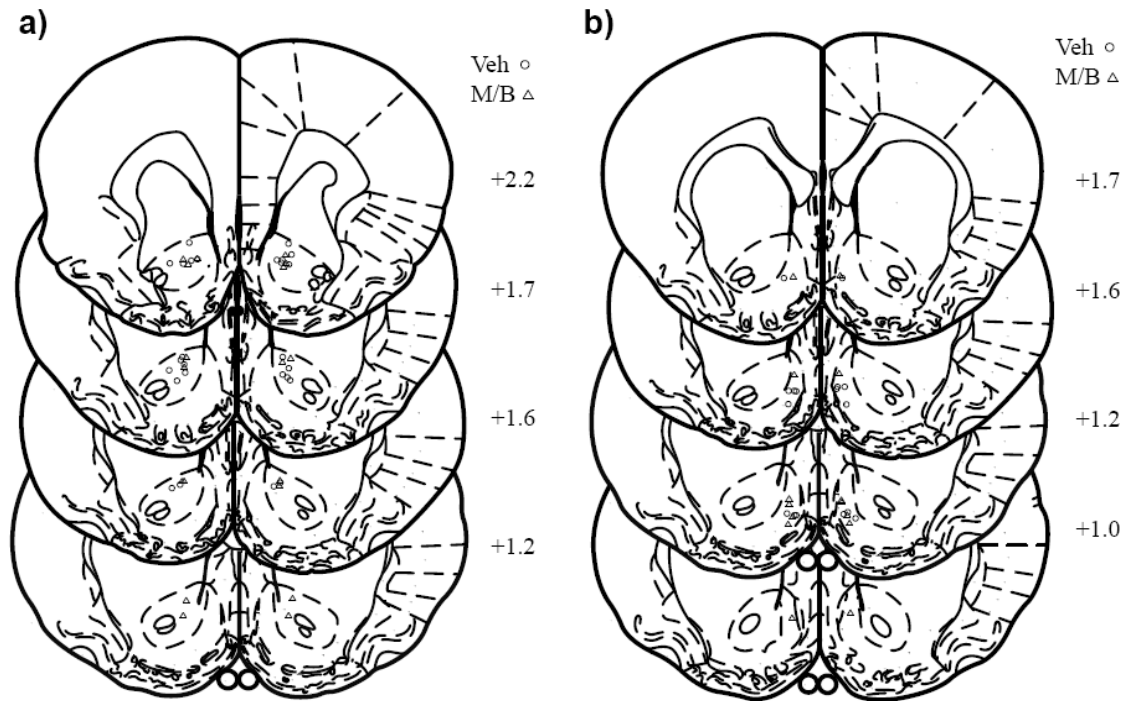 a)
Veh ○
M/B △
+2.2
+1.7
+1.6
+1.2
b)
Veh ○
M/B △
+1.7
+1.6
+1.2
+1.0